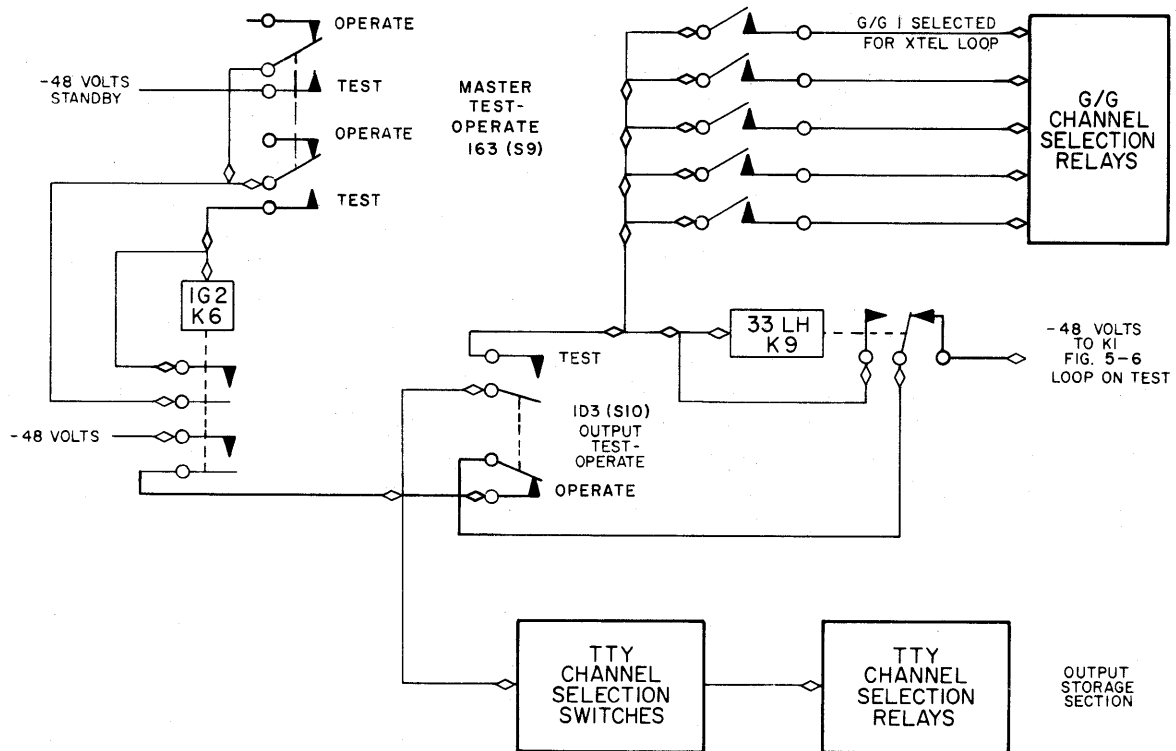 OPERATE
-48 VOLTS
STANDBY
TEST
OPERATE
TEST
MASTER
TEST-
OPERATE
163 (S9)
G/G 1 SELECTED
FOR XTEL LOOP
G/G
CHANNEL
SELECTION
RELAYS
1G2
K6
-48 VOLTS
TEST
1D3 (S10)
OUTPUT
TEST-
OPERATE
OPERATE
33 LH
K9
-48 VOLTS
TO K1
FIG. 5-6
LOOP ON TEST
TTY
CHANNEL
SELECTION
SWITCHES
TTY
CHANNEL
SELECTION
RELAYS
OUTPUT
STORAGE
SECTION